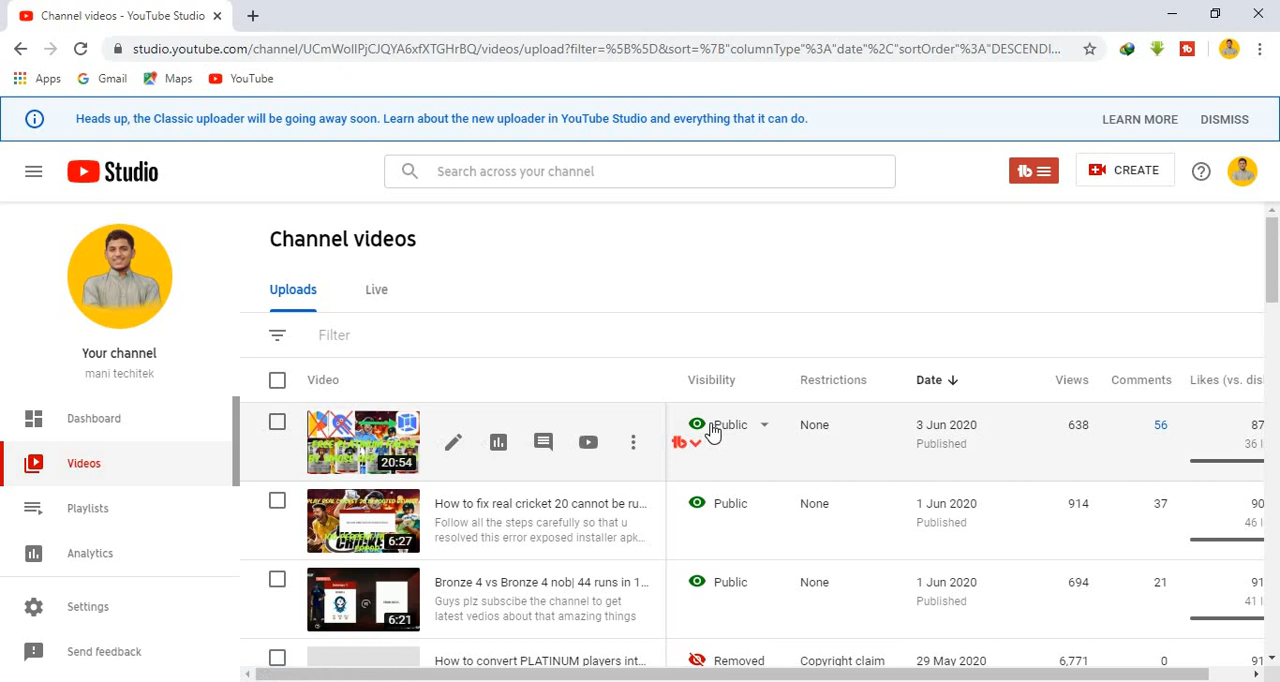 Channel videos - YouTube Studio
studio.youtube.com/channel/UCmWollPjCJQYA6xfXTGHrBQ/videos/upload?filter=%5B%5D&sort=%7B"columnType"%3A"date"%2C"sortOrder"%3A"DESCENDI...
Apps Gmail Maps YouTube
Heads up, the Classic uploader will be going away soon. Learn about the new uploader in YouTube Studio and everything that it can do. LEARN MORE DISMISS
Studio Search across your channel tb CREATE
Channel videos
Uploads Live
Filter
Your channel
mani techitek
Dashboard
Videos
Playlists
Analytics
Settings
Send feedback
Video Visibility Restrictions Date Views Comments Likes (vs. dis
20:54 Public None 3 Jun 2020 638 56 87
tb Published 36 l
How to fix real cricket 20 cannot be ru... Public None 1 Jun 2020 914 37 90
Follow all the steps carefully so that u Published 46 l
resolved this error exposed installer apk...
6:27
Bronze 4 vs Bronze 4 nob| 44 runs in 1... Public None 1 Jun 2020 694 21 91
Guys plz subscibe the channel to get Published 41 l
latest vedios about that amazing things
6:21
How to convert PLATINUM players int... Removed Copyright claim 29 May 2020 6,771 0 91